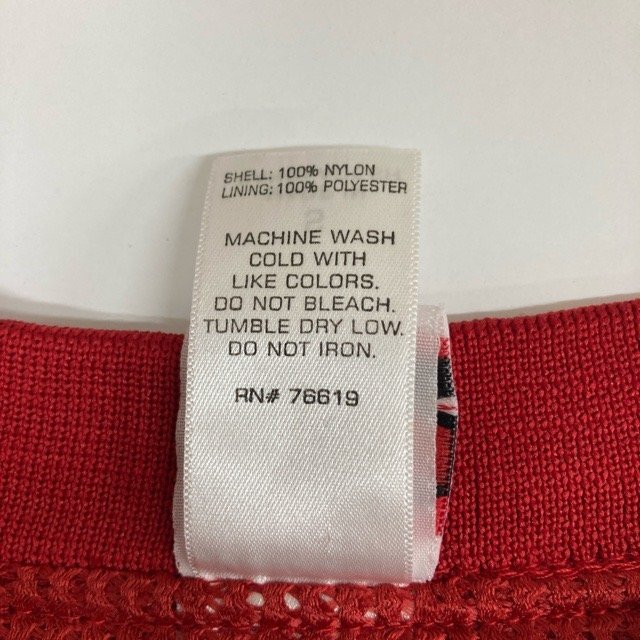 SHELL: 100% NYLON
LINING: 100% POLYESTER
MACHINE WASH
COLD WITH
LIKE COLORS.
DO NOT BLEACH.
TUMBLE DRY LOW.
DO NOT IRON.
RN# 76619